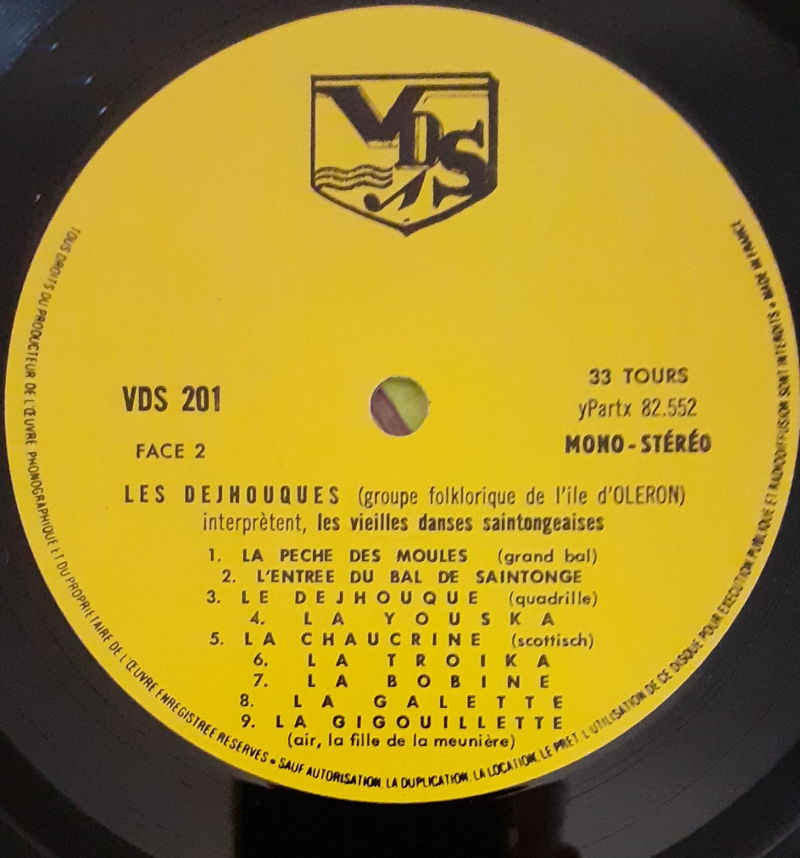 VDS
VDS 201
FACE 2
33 TOURS
yPartx 82.552
MONO-STÉRÉO
LES DEJHOUQUES (groupe folklorique de l'ile d'OLERON)
interprètent, les vieilles danses saintongeaises
1. LA PECHE DES MOULES (grand bal)
2. L'ENTREE DU BAL DE SAINTONGE
3. LE DEJHOUQUE (quadrille)
4. LA YOUSKA
5. LA CHAUCRINE (scottisch)
6. LA TROIKA
7. LA BOBINE
8. LA GALETTE
9. LA GIGOUILLETTE
(air, la fille de la meunière)
TOUS DROITS DU PRODUCTEUR DE L'ŒUVRE PHONOGRAPHIQUE ET DU PROPRIETAIRE DE L'ŒUVRE ENREGISTREE RESERVES • SAUF AUTORISATION, LA DUPLICATION, LA LOCATION, LE PRET, L'UTILISATION DE CE DISQUE POUR EXECUTION PUBLIQUE ET RADIODIFFUSION SONT INTERDITS • MADE IN FRANCE